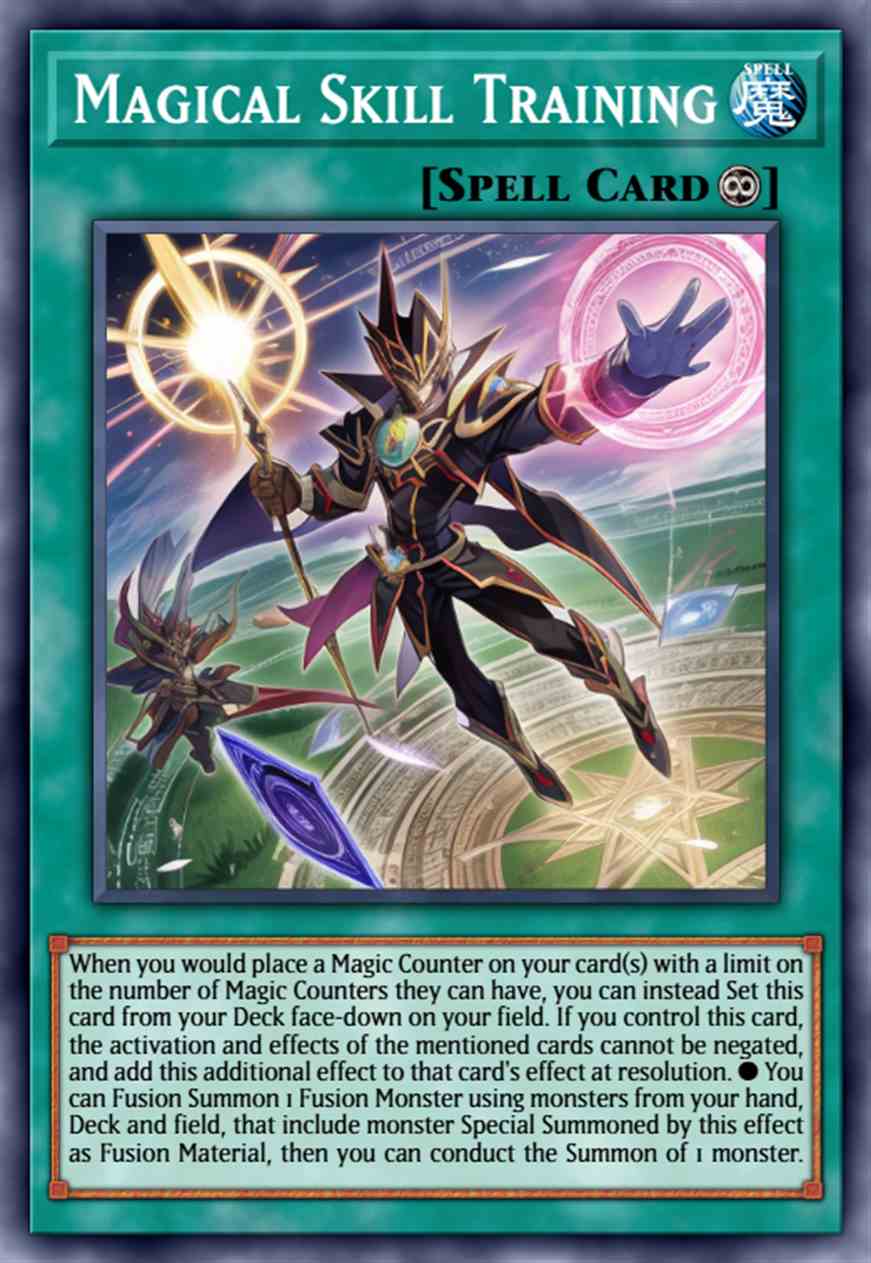 Magical Skill Training
SPELL
魔
[Spell Card]
When you would place a Magic Counter on your card(s) with a limit on
the number of Magic Counters they can have, you can instead Set this
card from your Deck face-down on your field. If you control this card,
the activation and effects of the mentioned cards cannot be negated,
and add this additional effect to that card's effect at resolution. ● You
can Fusion Summon 1 Fusion Monster using monsters from your hand,
Deck and field, that include monster Special Summoned by this effect
as Fusion Material, then you can conduct the Summon of 1 monster.